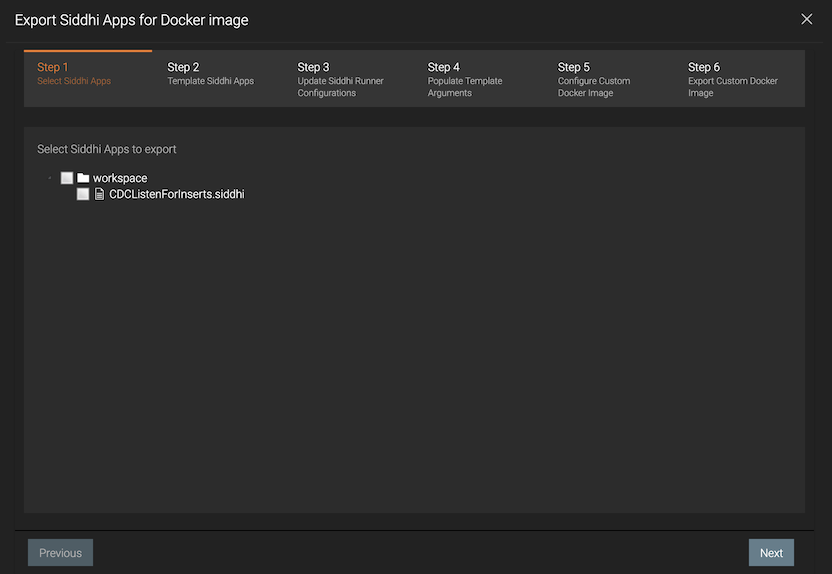 Export Siddhi Apps for Docker image
Step 1
Select Siddhi Apps
Step 2
Template Siddhi Apps
Step 3
Update Siddhi Runner
Configurations
Step 4
Populate Template
Arguments
Step 5
Configure Custom
Docker Image
Step 6
Export Custom Docker
Image
Select Siddhi Apps to export
workspace
CDCListenForInserts.siddhi
Previous
Next